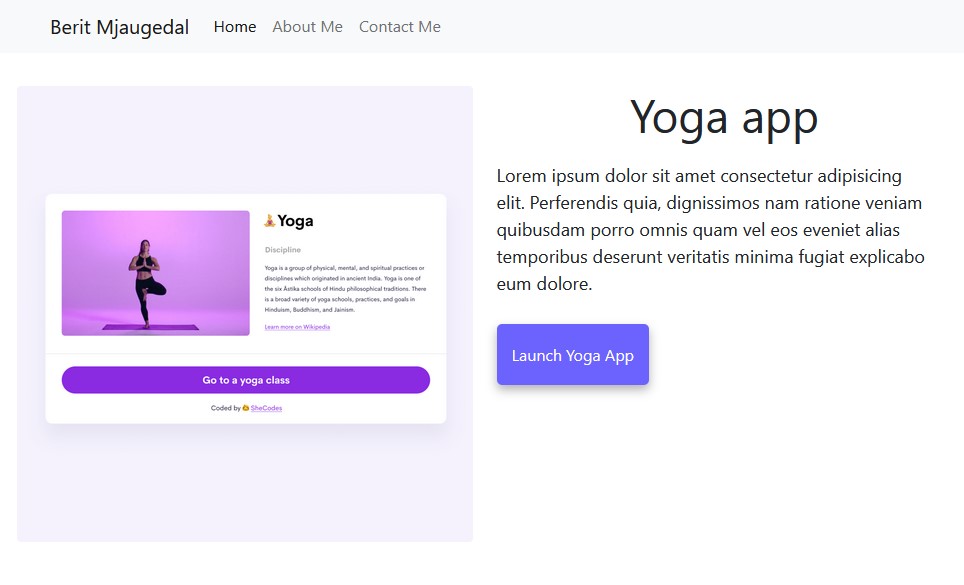 Berit Mjaugedal Home About Me Contact Me
Yoga app
Lorem ipsum dolor sit amet consectetur adipisicing
elit. Perferendis quia, dignissimos nam ratione veniam
quibusdam porro omnis quam vel eos eveniet alias
temporibus deserunt veritatis minima fugiat explicabo
eum dolore.
Launch Yoga App
Yoga
Discipline
Yoga is a group of physical, mental, and spiritual practices or
disciplines which originated in ancient India. Yoga is one of
the six Āstika schools of Hindu philosophical traditions. There
is a broad variety of yoga schools, practices, and goals in
Hinduism, Buddhism, and Jainism.
Learn more on Wikipedia
Go to a yoga class
Coded by SheCodes